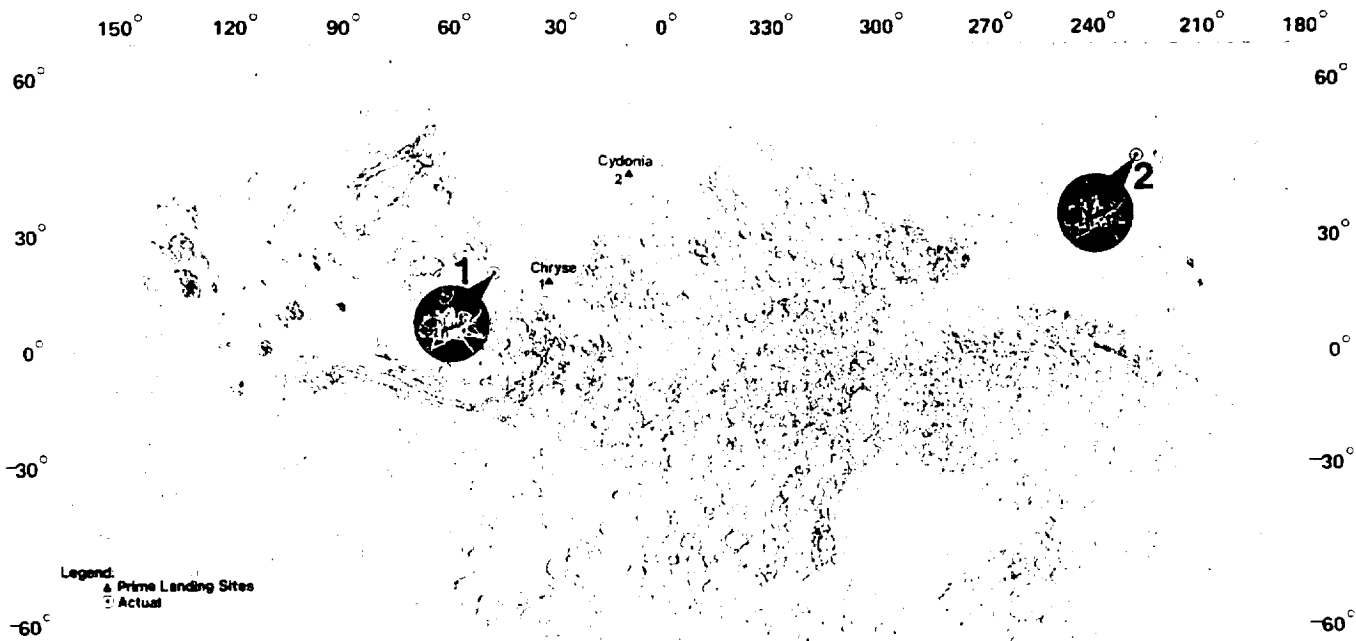 150° 120° 90° 60° 30° 0° 330° 300° 270° 240° 210° 180°
60° 60°
Cydonia
2
2
30° 30°
1
Chryse
1
0° 0°
−30° −30°
Legend:
▲ Prime Landing Sites
⊙ Actual
−60° −60°